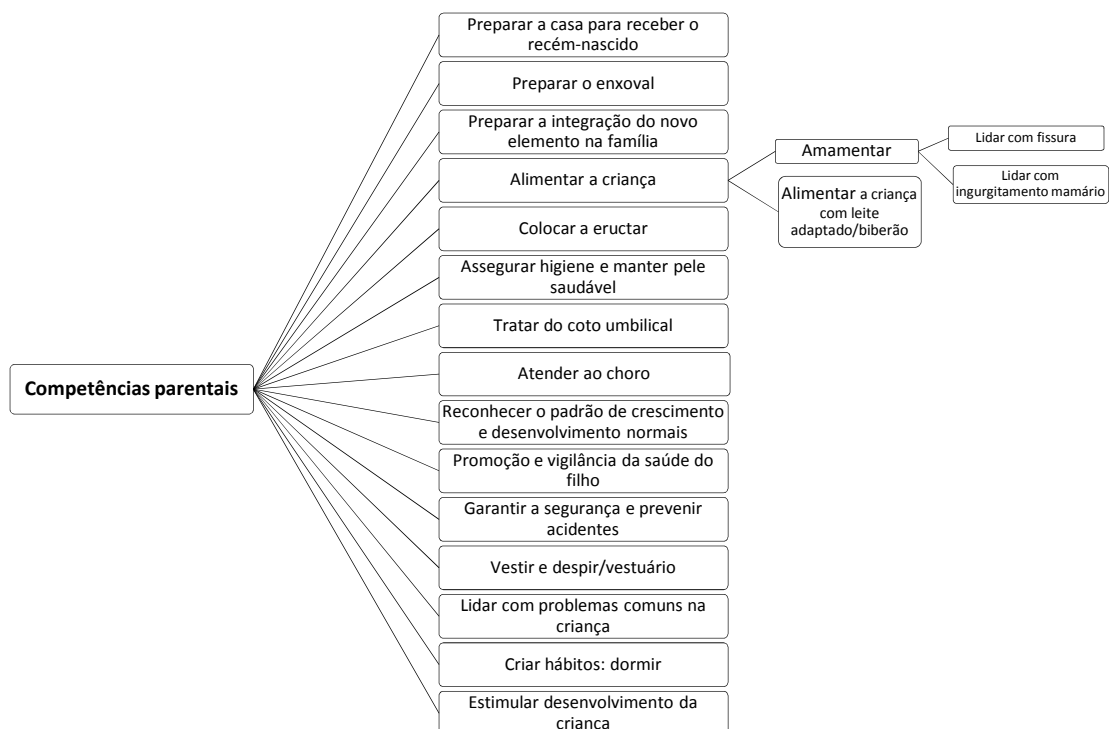 Preparar a casa para receber o
recém-nascido
Preparar o enxoval
Preparar a integração do novo
elemento na família
Alimentar a criança
Amamentar
Lidar com fissura
Lidar com
ingurgitamento mamário
Alimentar a criança
com leite
adaptado/biberão
Colocar a eructar
Assegurar higiene e manter pele
saudável
Tratar do coto umbilical
Competências parentais
Atender ao choro
Reconhecer o padrão de crescimento
e desenvolvimento normais
Promoção e vigilância da saúde do
filho
Garantir a segurança e prevenir
acidentes
Vestir e despir/vestuário
Lidar com problemas comuns na
criança
Criar hábitos: dormir
Estimular desenvolvimento da
criança